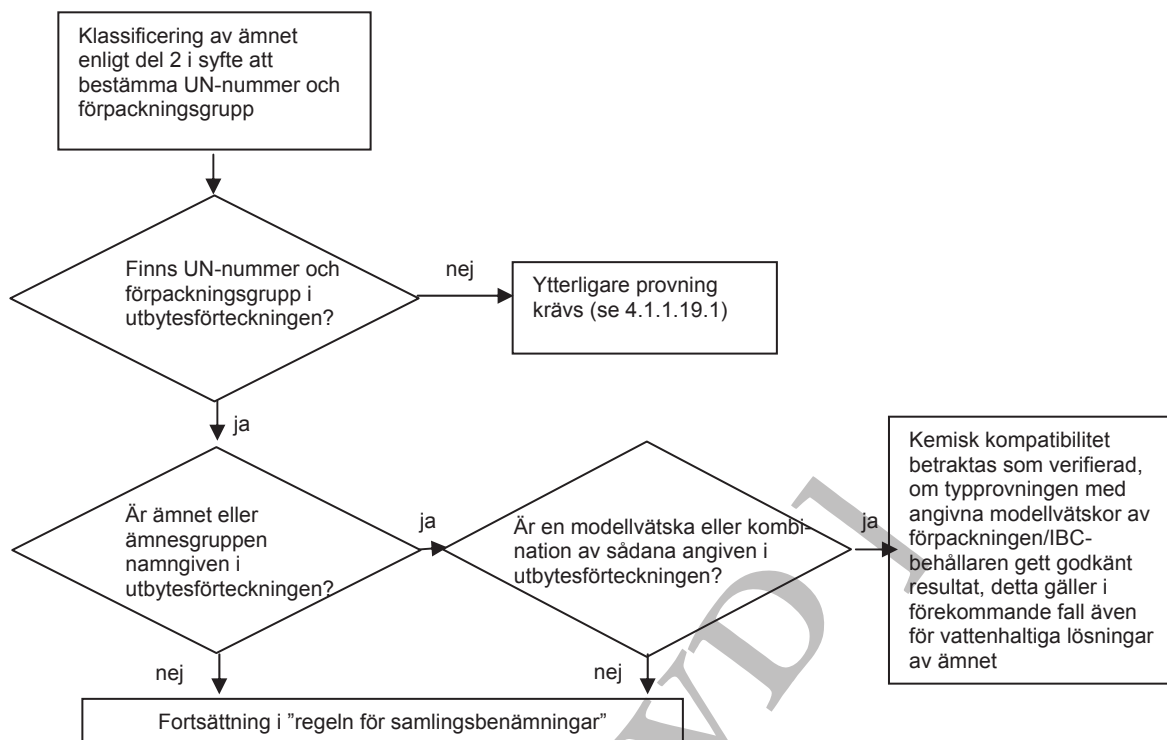 Klassificering av ämnet
enligt del 2 i syfte att
bestämma UN-nummer och
förpackningsgrupp
Finns UN-nummer och
förpackningsgrupp i
utbytesförteckningen?
nej
Ytterligare provning
krävs (se 4.1.1.19.1)
ja
Är ämnet eller
ämnesgruppen
namngiven i
utbytesförteckningen?
ja
Är en modellvätska eller kombi-
nation av sådana angiven i
utbytesförteckningen?
ja
Kemisk kompatibilitet
betraktas som verifierad,
om typprovningen med
angivna modellvätskor av
förpackningen/IBC-
behållaren gett godkänt
resultat, detta gäller i
förekommande fall även
för vattenhaltiga lösningar
av ämnet
nej
nej
Fortsättning i ”regeln för samlingsbenämningar”